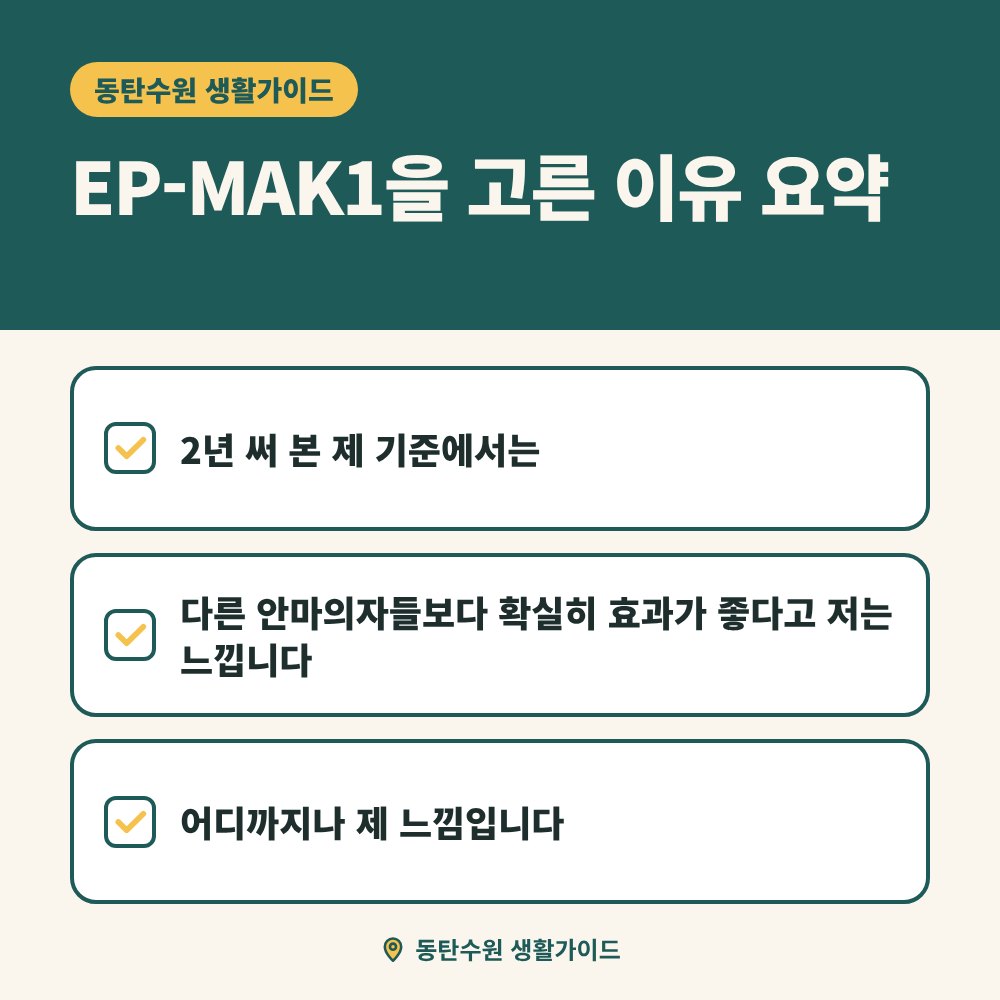 동탄수원 생활가이드
EP-MAK1을 고른 이유 요약
2년 써 본 제 기준에서는
다른 안마의자들보다 확실히 효과가 좋다고 저는
느낍니다
어디까지나 제 느낌입니다
동탄수원 생활가이드